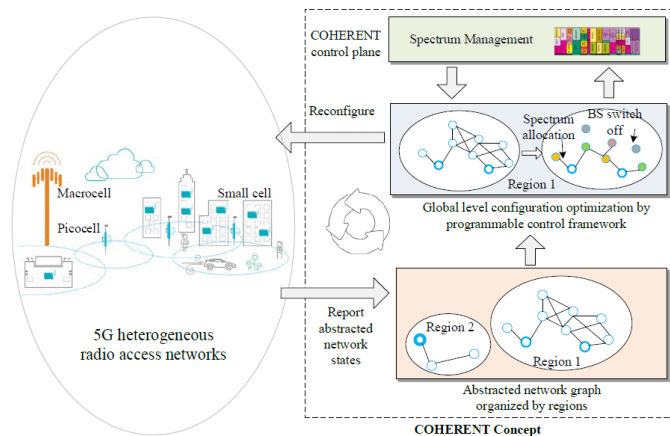 COHERENT
control plane
Spectrum Management
Reconfigure
Spectrum
allocation
BS switch
off
Region 1
Global level configuration optimization by
programmable control framework
Macrocell
Picocell
Small cell
5G heterogeneous
radio access networks
Report
abstracted
network
states
Region 2
Region 1
Abstracted network graph
organized by regions
COHERENT Concept